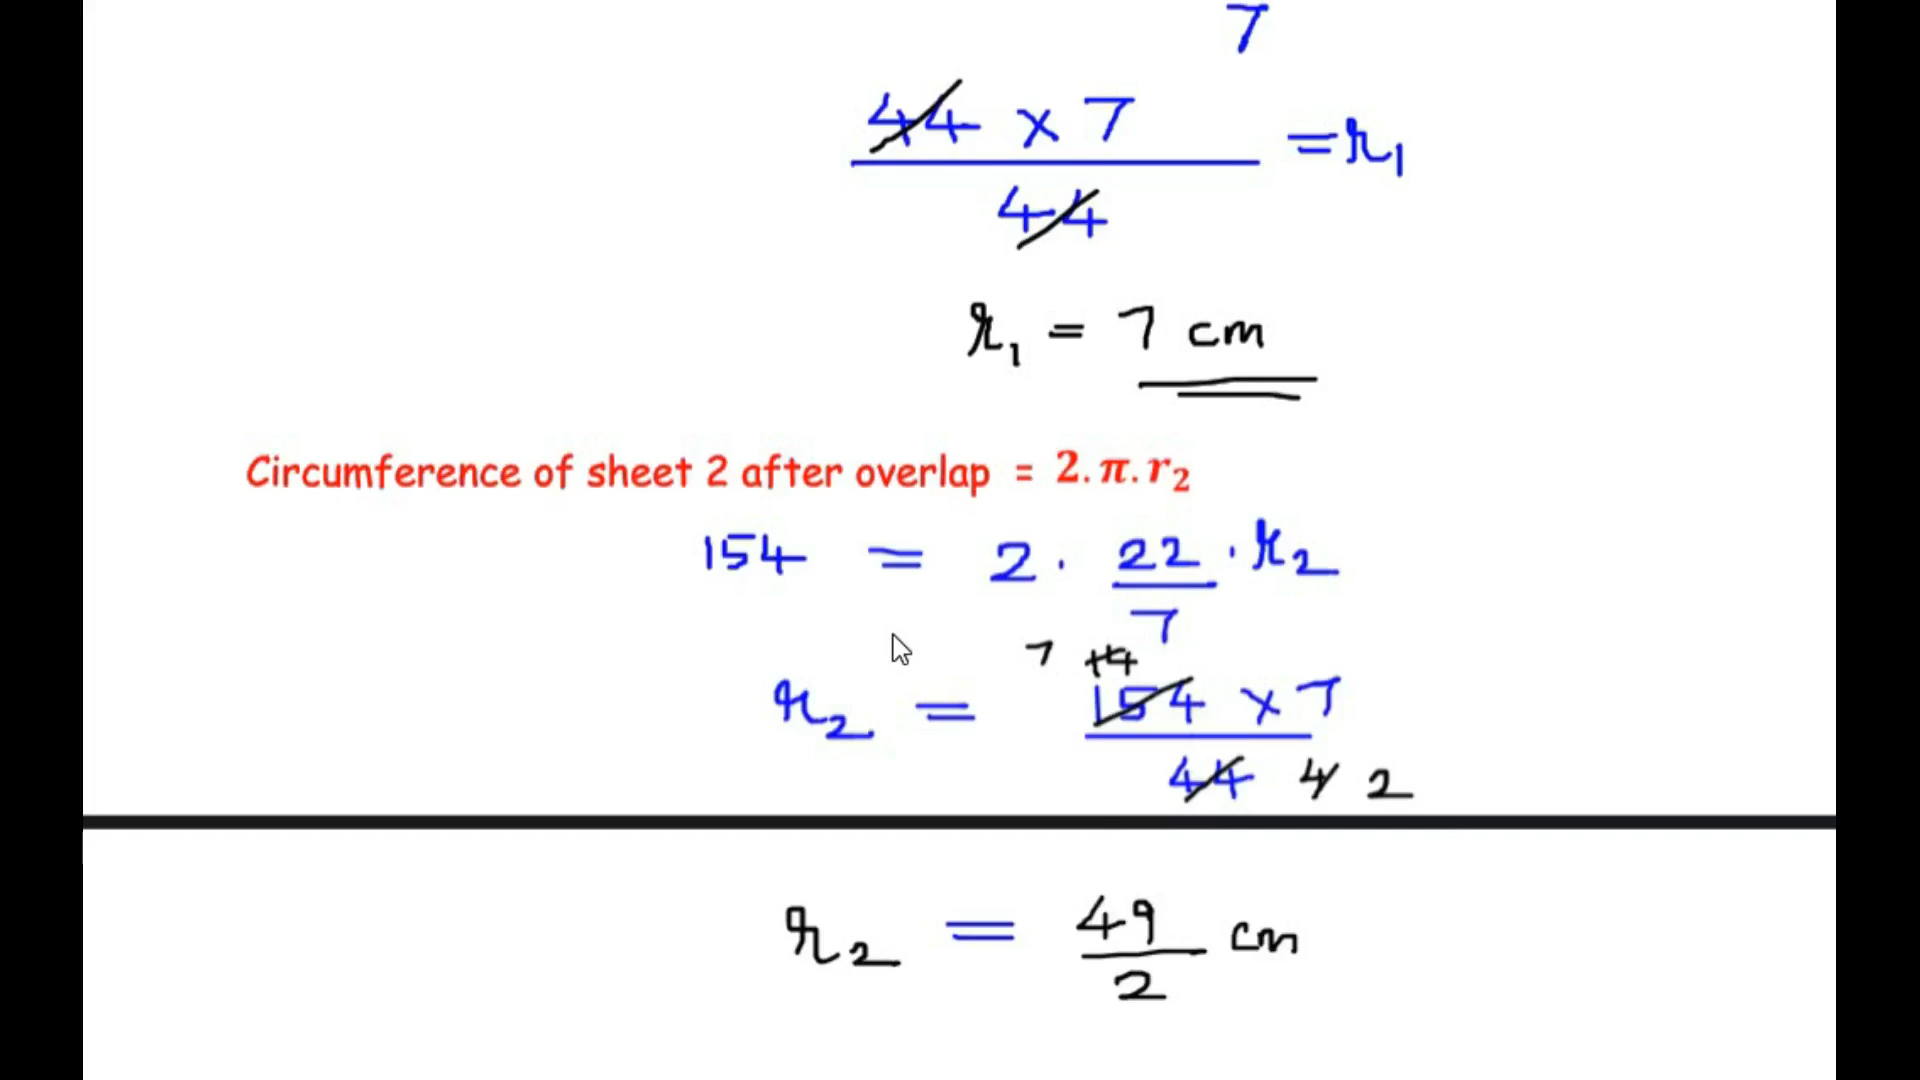 7
44 x 7
= r₁
44
r₁ = 7 cm
Circumference of sheet 2 after overlap = 2.π.r₂
154 = 2 . 22 . r₂
7
7 14
r₂ = 154 x 7
44 4 2
r₂ = 49 cm
2